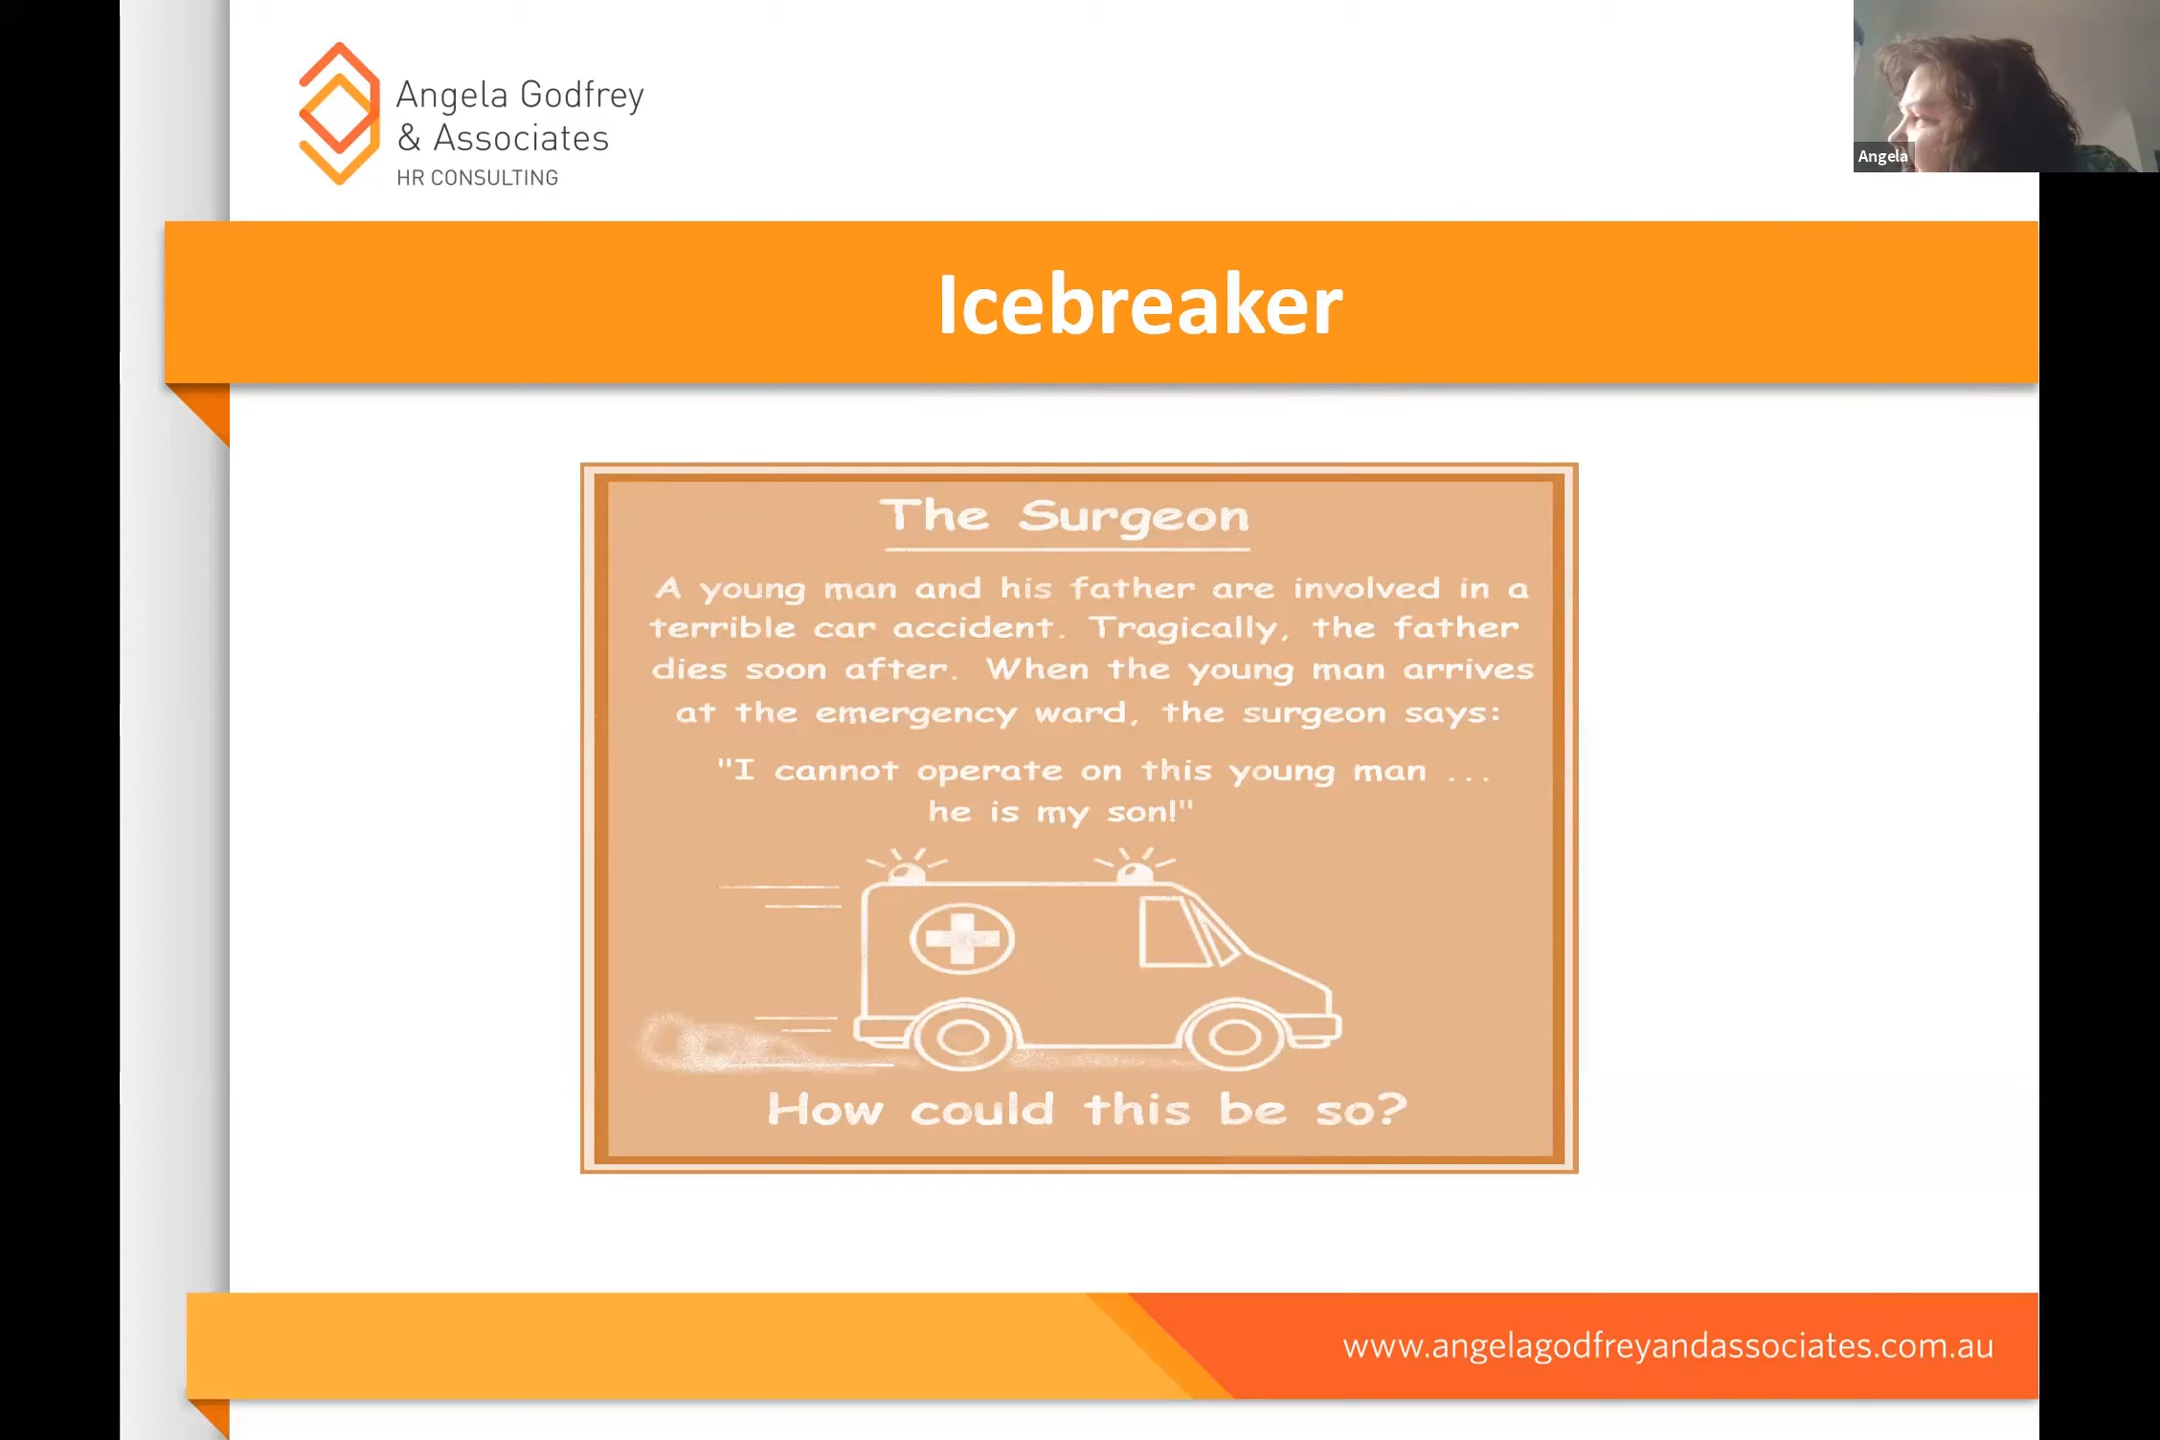 Angela Godfrey
& Associates
HR CONSULTING
Angela
Icebreaker
The Surgeon
A young man and his father are involved in a
terrible car accident. Tragically, the father
dies soon after. When the young man arrives
at the emergency ward, the surgeon says:
"I cannot operate on this young man ...
he is my son!"
How could this be so?
www.angelagodfreyandassociates.com.au